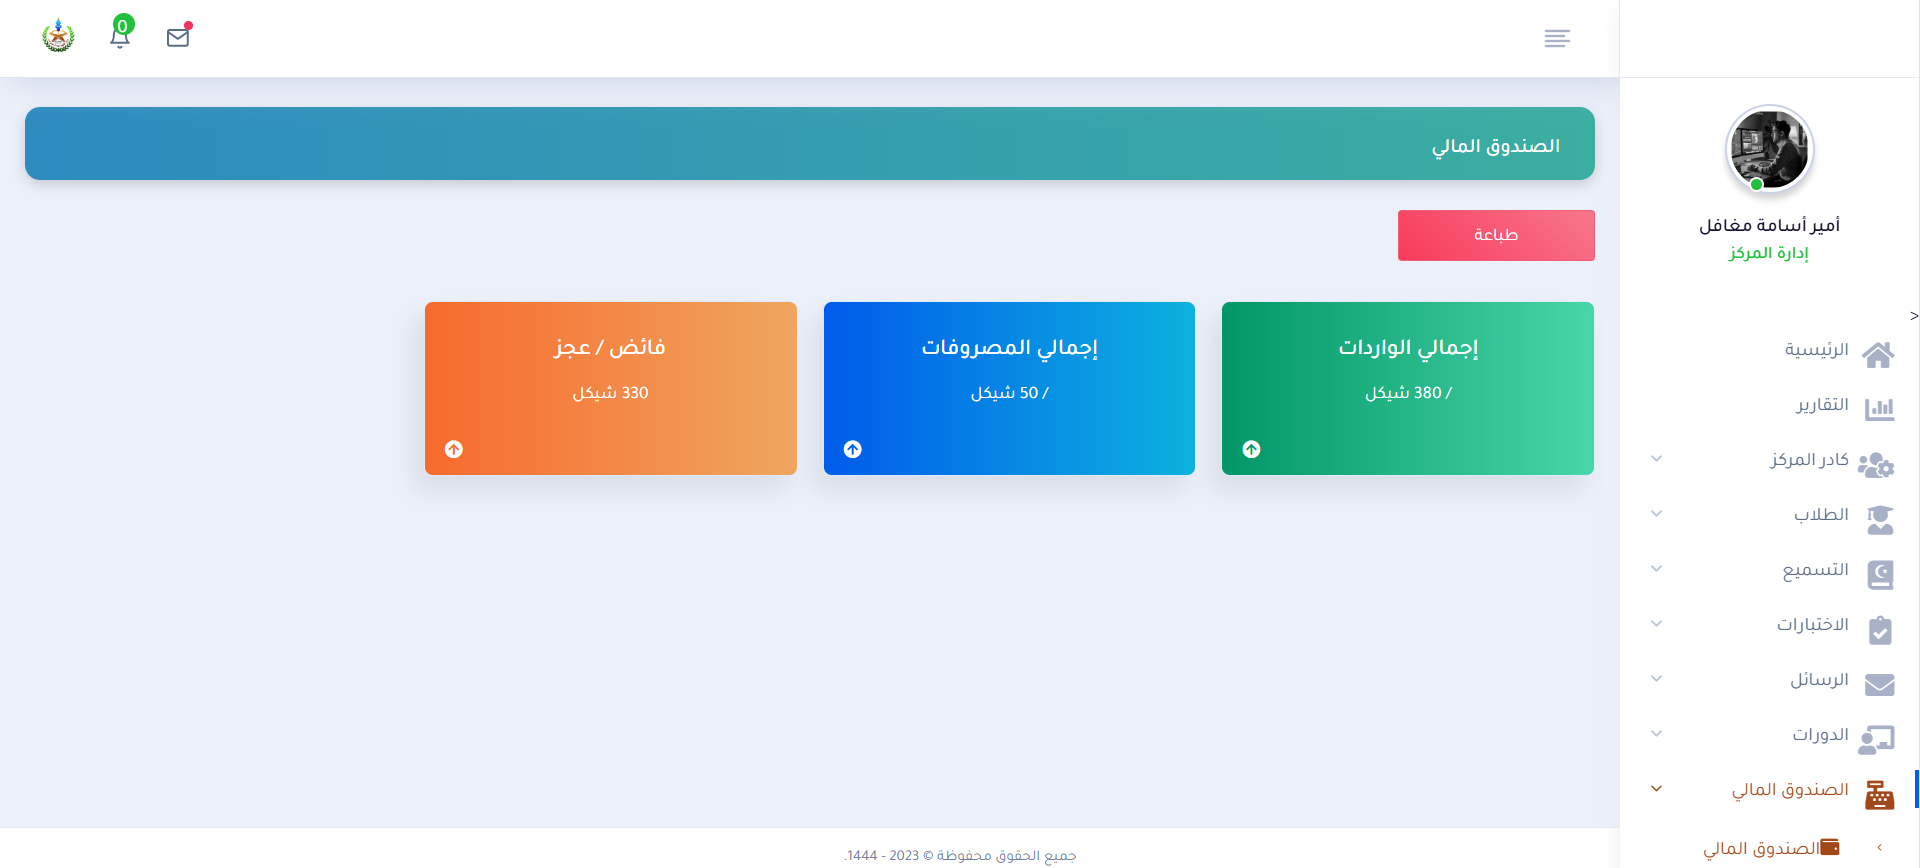 0
الصندوق المالي
طباعة
إجمالي الواردات
/ 380 شيكل
إجمالي المصروفات
/ 50 شيكل
فائض / عجز
330 شيكل
جميع الحقوق محفوظة © 2023 - 1444.
أمير أسامة مغافل
إدارة المركز
>
الرئيسية
التقارير
كادر المركز
الطلاب
التسميع
الاختبارات
الرسائل
الدورات
الصندوق المالي
الصندوق المالي